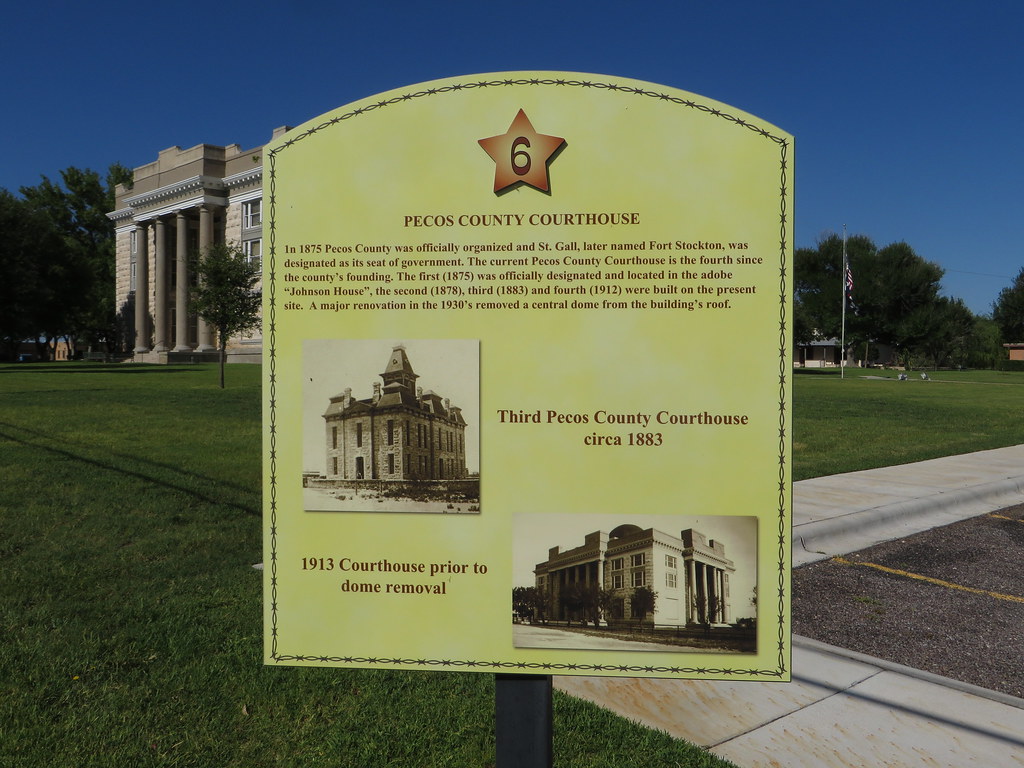 6
PECOS COUNTY COURTHOUSE
In 1875 Pecos County was officially organized and St. Gall, later named Fort Stockton, was
designated as its seat of government. The current Pecos County Courthouse is the fourth since
the county's founding. The first (1875) was officially designated and located in the adobe
"Johnson House", the second (1878), third (1883) and fourth (1912) were built on the present
site. A major renovation in the 1930's removed a central dome from the building's roof.
Third Pecos County Courthouse
circa 1883
1913 Courthouse prior to
dome removal